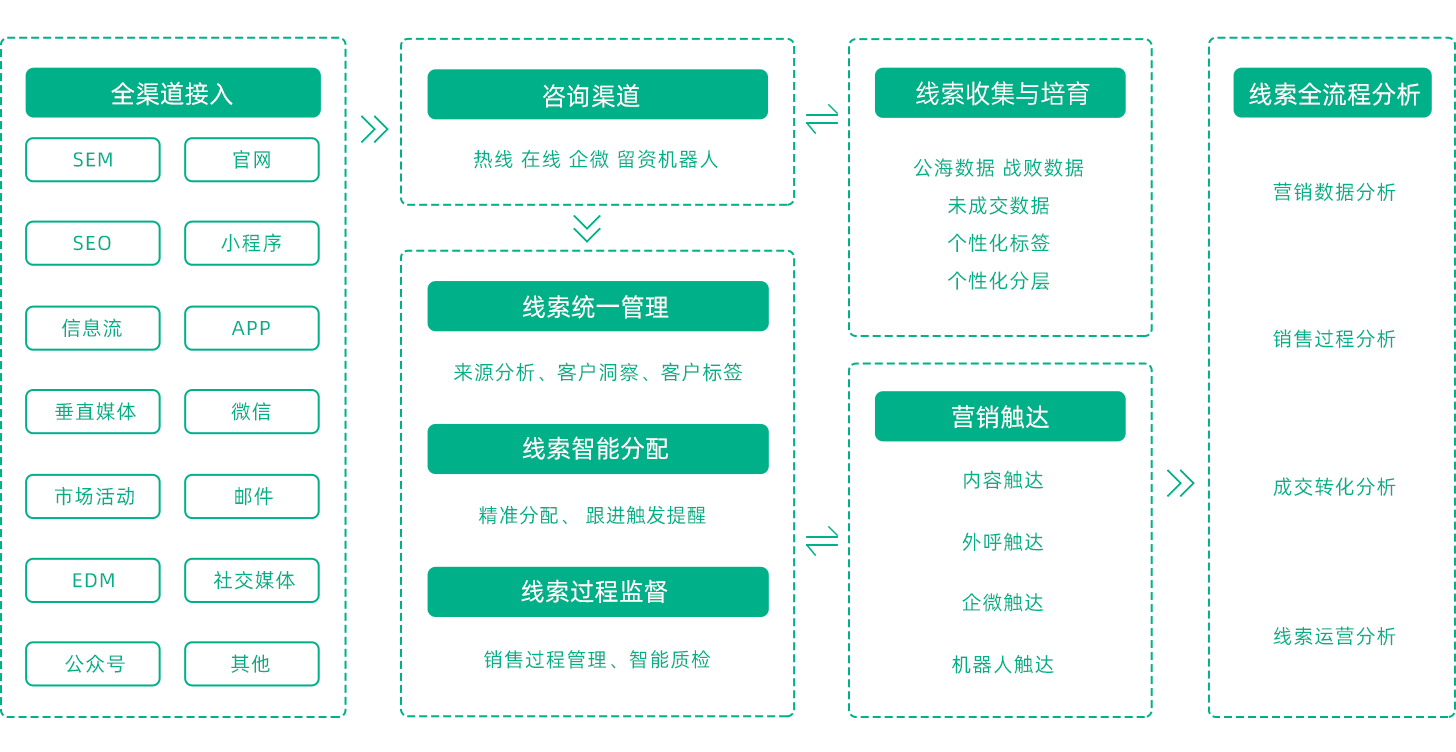 全渠道接入
SEM
官网
SEO
小程序
信息流
APP
垂直媒体
微信
市场活动
邮件
EDM
社交媒体
公众号
其他
咨询渠道
热线 在线 企微 留资机器人
线索统一管理
来源分析、客户洞察、客户标签
线索智能分配
精准分配、 跟进触发提醒
线索过程监督
销售过程管理、智能质检
线索收集与培育
公海数据 战败数据
未成交数据
个性化标签
个性化分层
营销触达
内容触达
外呼触达
企微触达
机器人触达
线索全流程分析
营销数据分析
销售过程分析
成交转化分析
线索运营分析